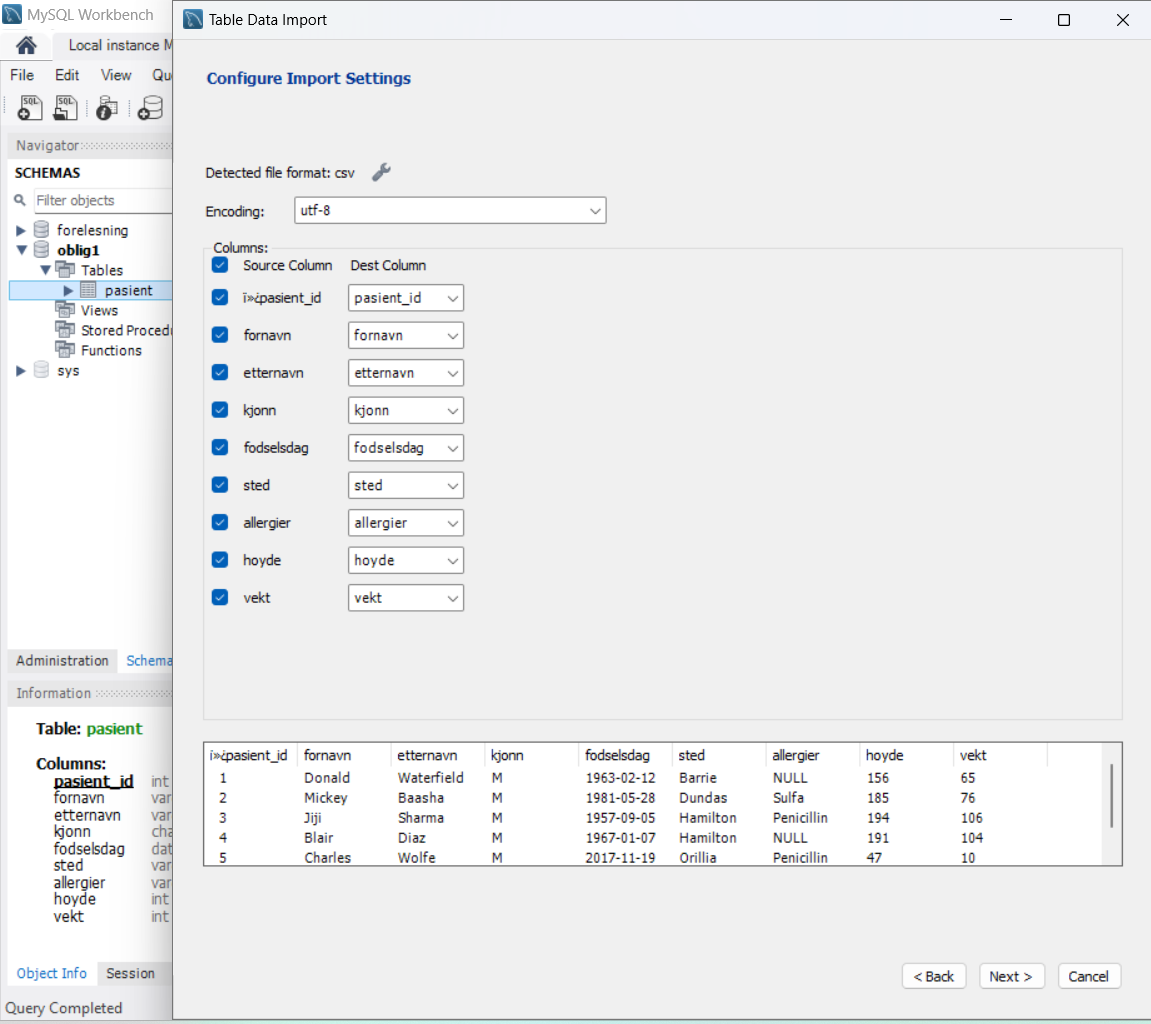 MySQL Workbench
Table Data Import
Local instance M
File Edit View Qu
Configure Import Settings
Navigator
SCHEMAS
Filter objects
forelesning
oblig1
Tables
pasient
Views
Stored Procedu
Functions
sys
Administration Schema
Information
Table: pasient
Columns:
pasient_id int
fornavn var
etternavn var
kjonn cha
fodselsdag dat
sted var
allergier var
hoyde int
vekt int
Object Info Session
Query Completed
Detected file format: csv
Encoding: utf-8
Columns:
Source Column Dest Column
ï»¿pasient_id pasient_id
fornavn fornavn
etternavn etternavn
kjonn kjonn
fodselsdag fodselsdag
sted sted
allergier allergier
hoyde hoyde
vekt vekt
ï»¿pasient_id fornavn etternavn kjonn fodselsdag sted allergier hoyde vekt
1 Donald Waterfield M 1963-02-12 Barrie NULL 156 65
2 Mickey Baasha M 1981-05-28 Dundas Sulfa 185 76
3 Jiji Sharma M 1957-09-05 Hamilton Penicillin 194 106
4 Blair Diaz M 1967-01-07 Hamilton NULL 191 104
5 Charles Wolfe M 2017-11-19 Orillia Penicillin 47 10
< Back Next > Cancel